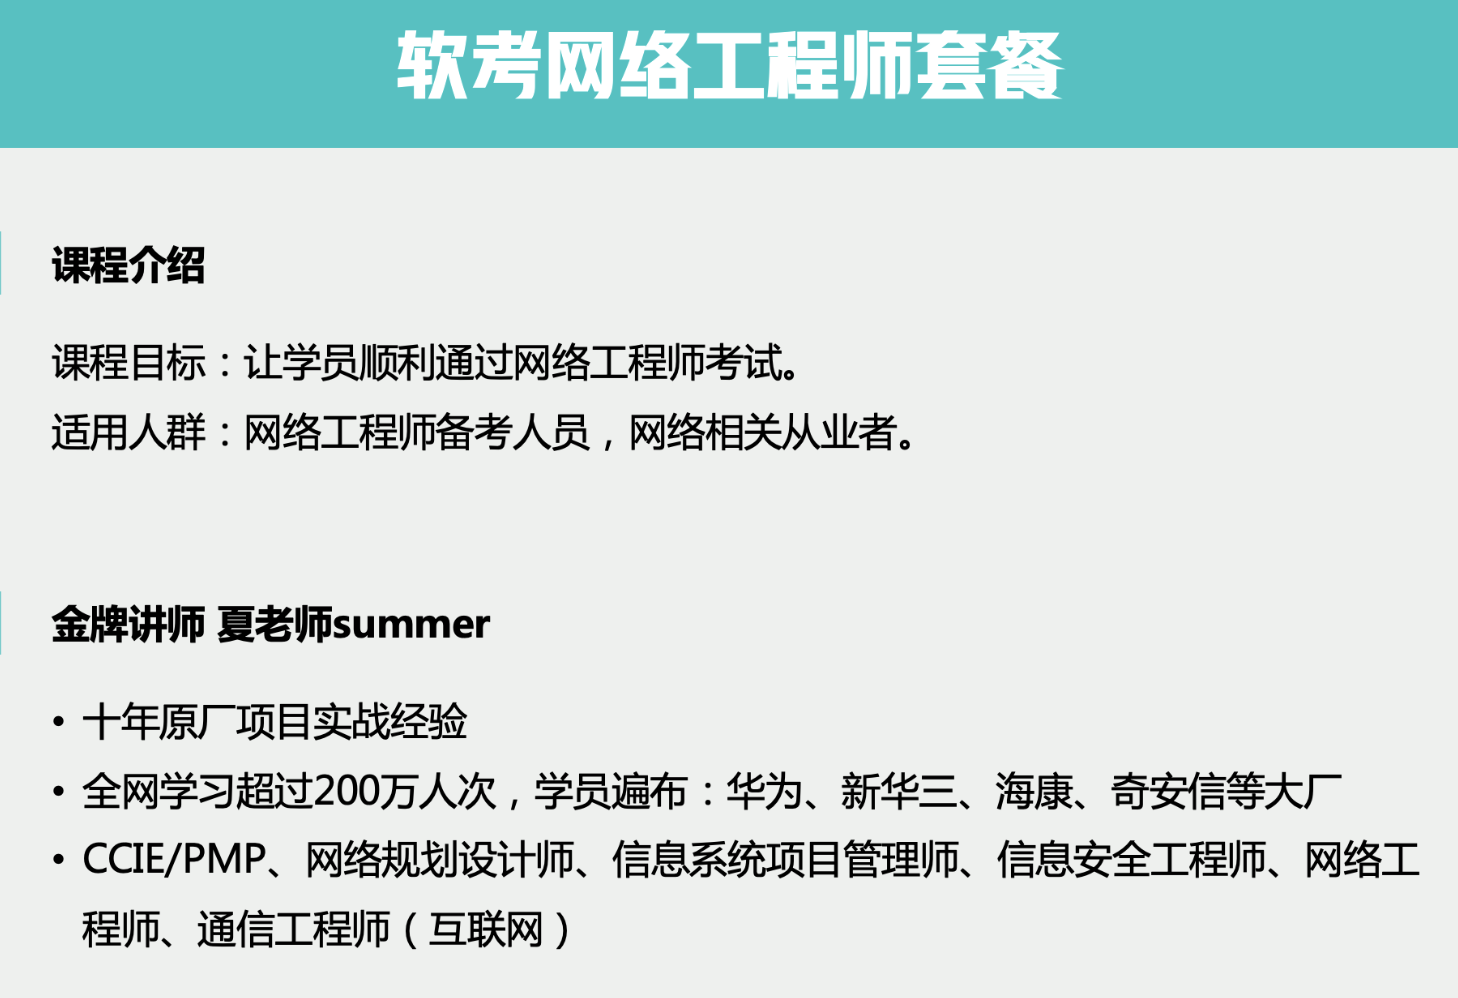 软考网络工程师套餐
课程介绍
课程目标：让学员顺利通过网络工程师考试。
适用人群：网络工程师备考人员，网络相关从业者。
金牌讲师 夏老师summer
• 十年原厂项目实战经验
• 全网学习超过200万人次，学员遍布：华为、新华三、海康、奇安信等大厂
• CCIE/PMP、网络规划设计师、信息系统项目管理师、信息安全工程师、网络工
程师、通信工程师（互联网）